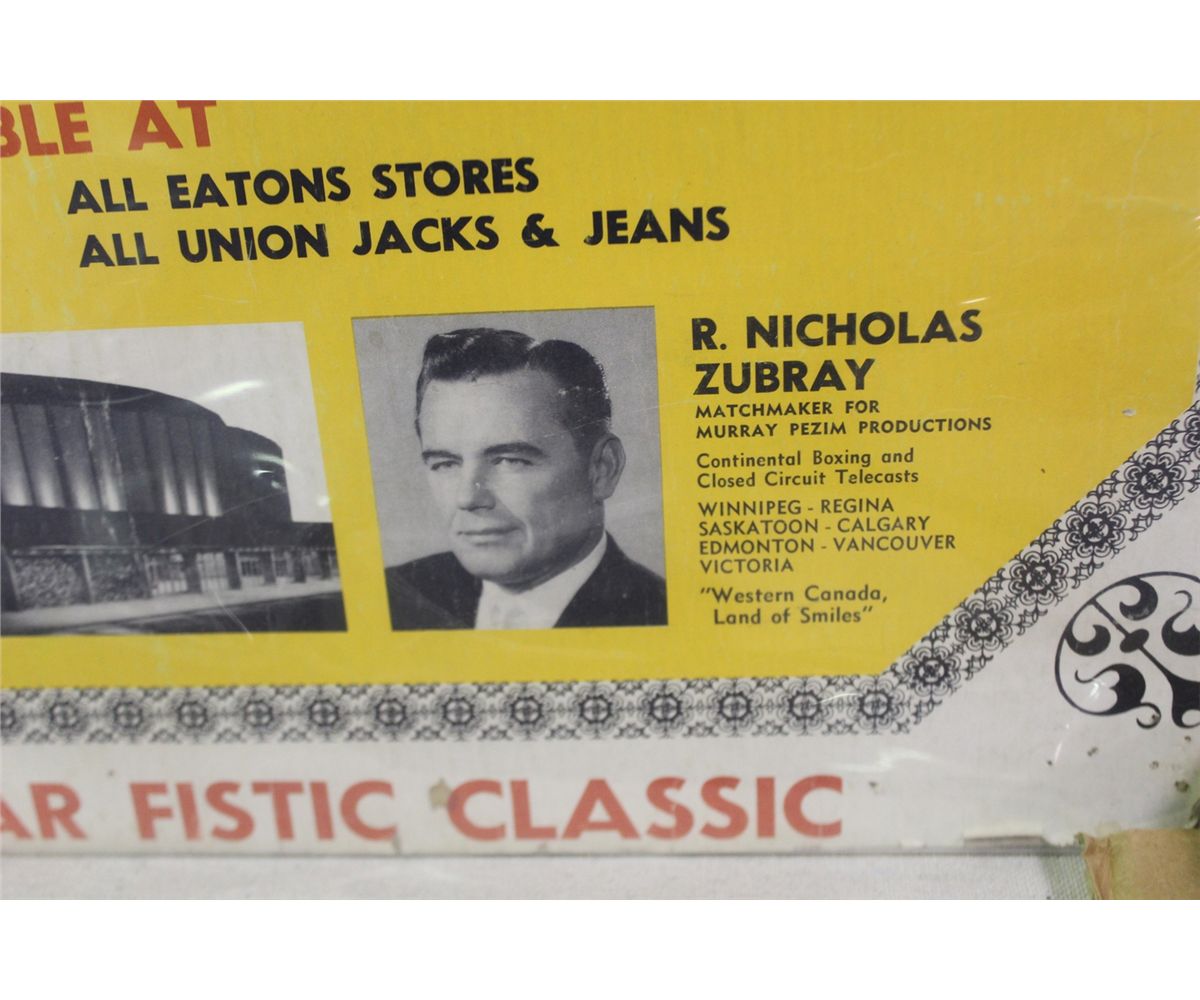 BLE AT
ALL EATONS STORES
ALL UNION JACKS & JEANS
R. NICHOLAS
ZUBRAY
MATCHMAKER FOR
MURRAY PEZIM PRODUCTIONS
Continental Boxing and
Closed Circuit Telecasts
WINNIPEG - REGINA
SASKATOON - CALGARY
EDMONTON - VANCOUVER
VICTORIA
"Western Canada,
Land of Smiles"
AR FISTIC CLASSIC